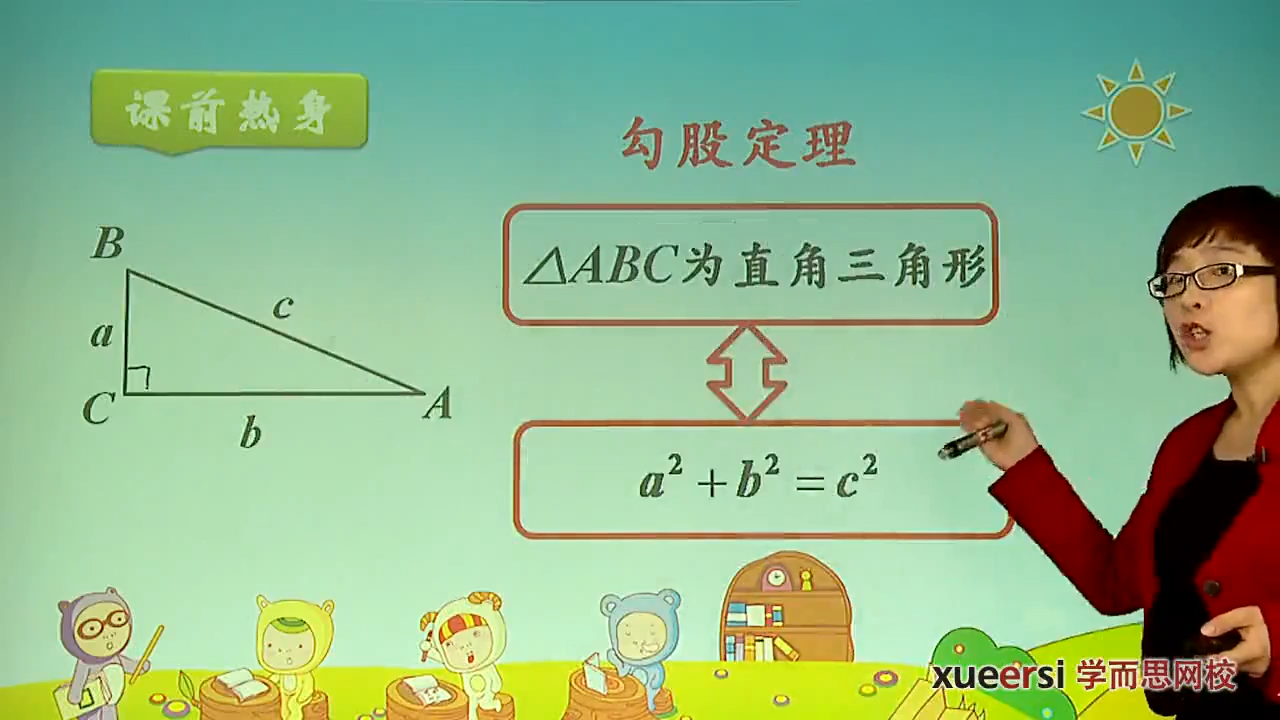 课前热身
勾股定理
B
a
c
C
b
A
△ABC为直角三角形
a² + b² = c²
xueersi 学而思网校